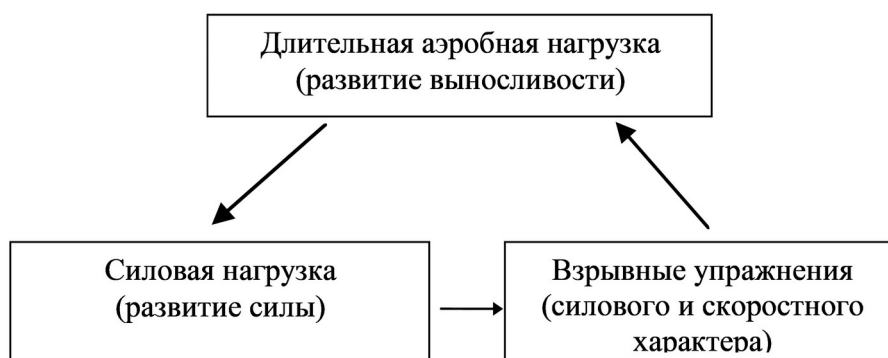 Длительная аэробная нагрузка
(развитие выносливости)
Силовая нагрузка
(развитие силы)
Взрывные упражнения
(силового и скоростного
характера)